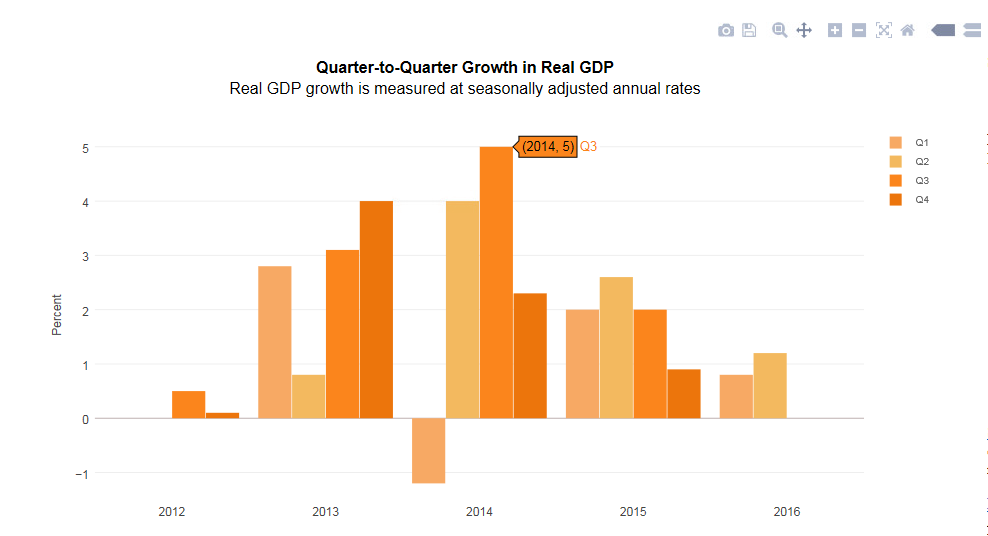 Quarter-to-Quarter Growth in Real GDP
Real GDP growth is measured at seasonally adjusted annual rates
(2014, 5) Q3
Q1
Q2
Q3
Q4
Percent
5
4
3
2
1
0
−1
2012 2013 2014 2015 2016